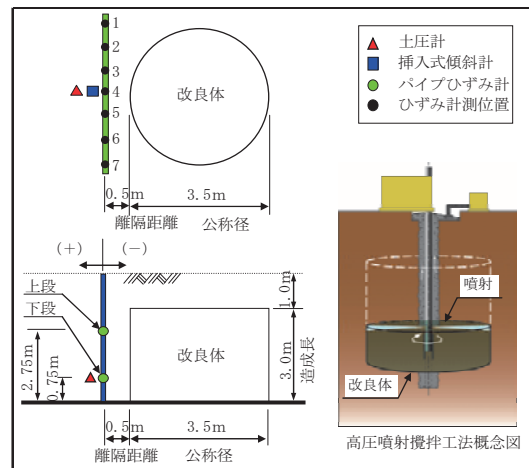 1
2
3
4
5
6
7
改良体
0.5m
3.5m
離隔距離
公称径
土圧計
挿入式傾斜計
パイプひずみ計
ひずみ計測位置
(+)
(-)
上段
下段
2.75m
0.75m
改良体
1.0m
3.0m
造成長
0.5m
3.5m
離隔距離
公称径
噴射
改良体
高圧噴射攪拌工法概念図